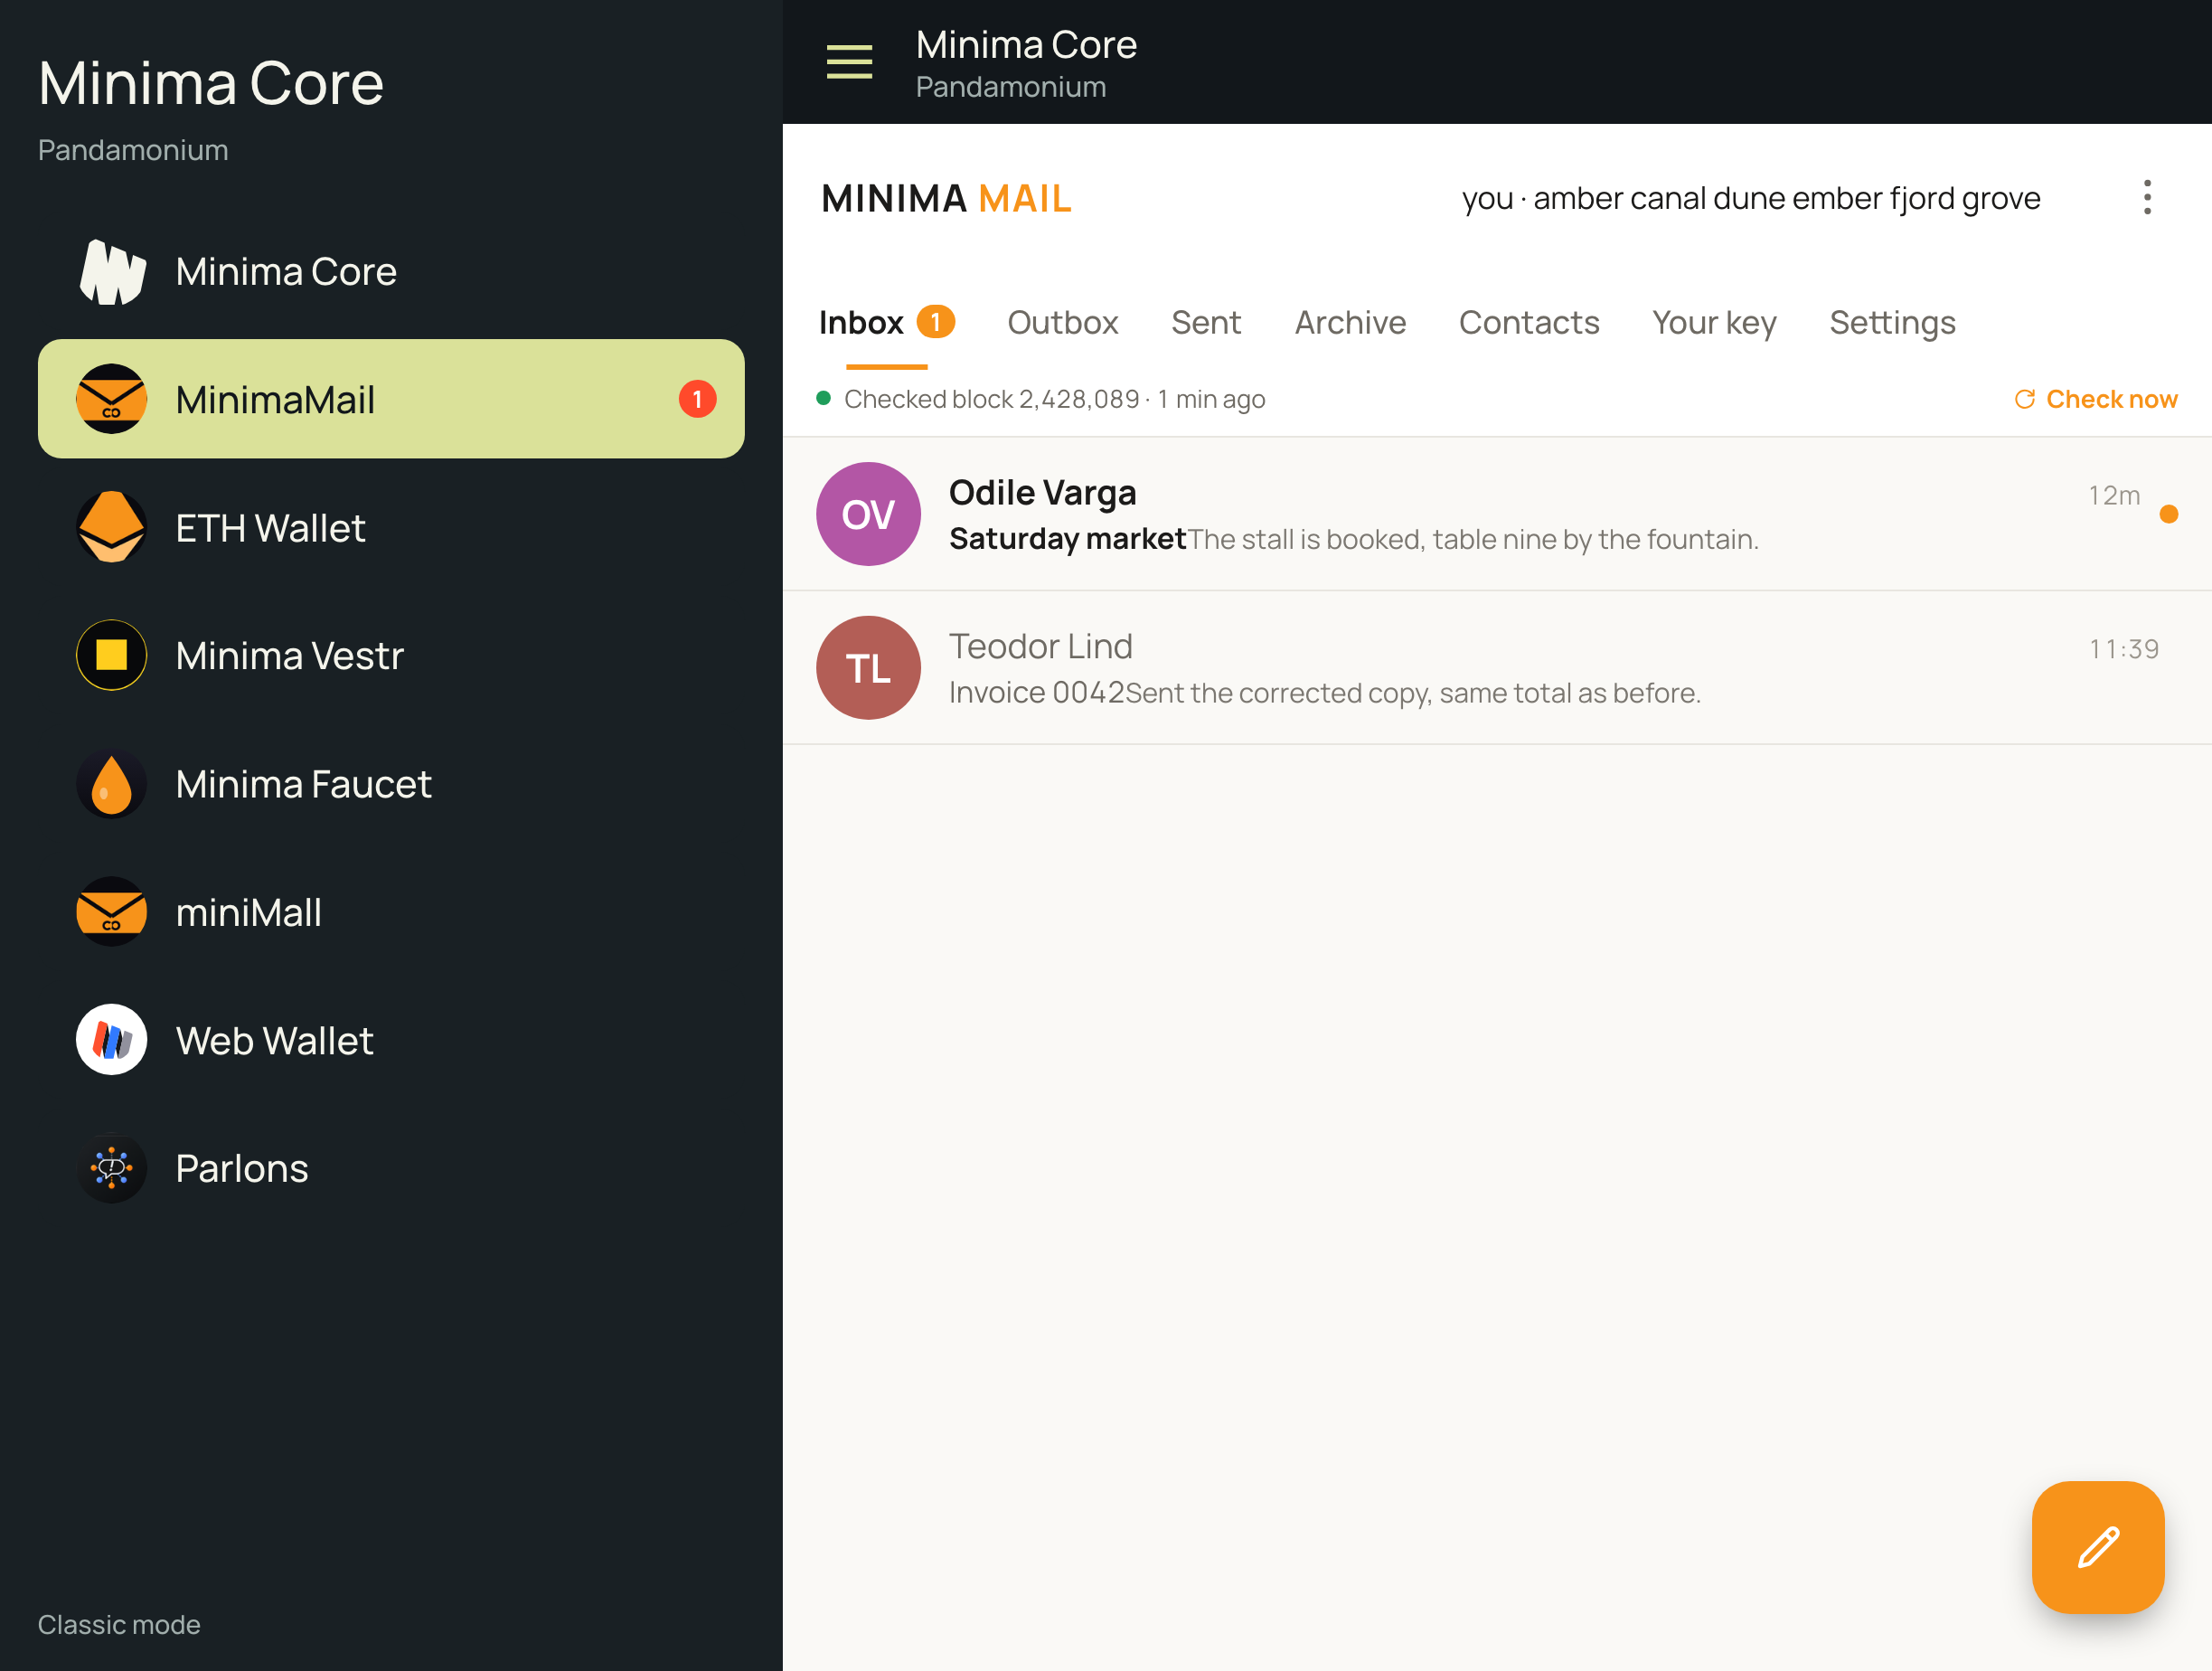 Minima Core
Pandamonium
Minima Core
MinimaMail 1
ETH Wallet
Minima Vestr
Minima Faucet
miniMall
Web Wallet
Parlons
Classic mode
Minima Core
Pandamonium
MINIMA MAIL
you · amber canal dune ember fjord grove
Inbox 1 Outbox Sent Archive Contacts Your key Settings
Checked block 2,428,089 · 1 min ago
Check now
OV
Odile Varga
12m
Saturday marketThe stall is booked, table nine by the fountain.
TL
Teodor Lind
11:39
Invoice 0042Sent the corrected copy, same total as before.